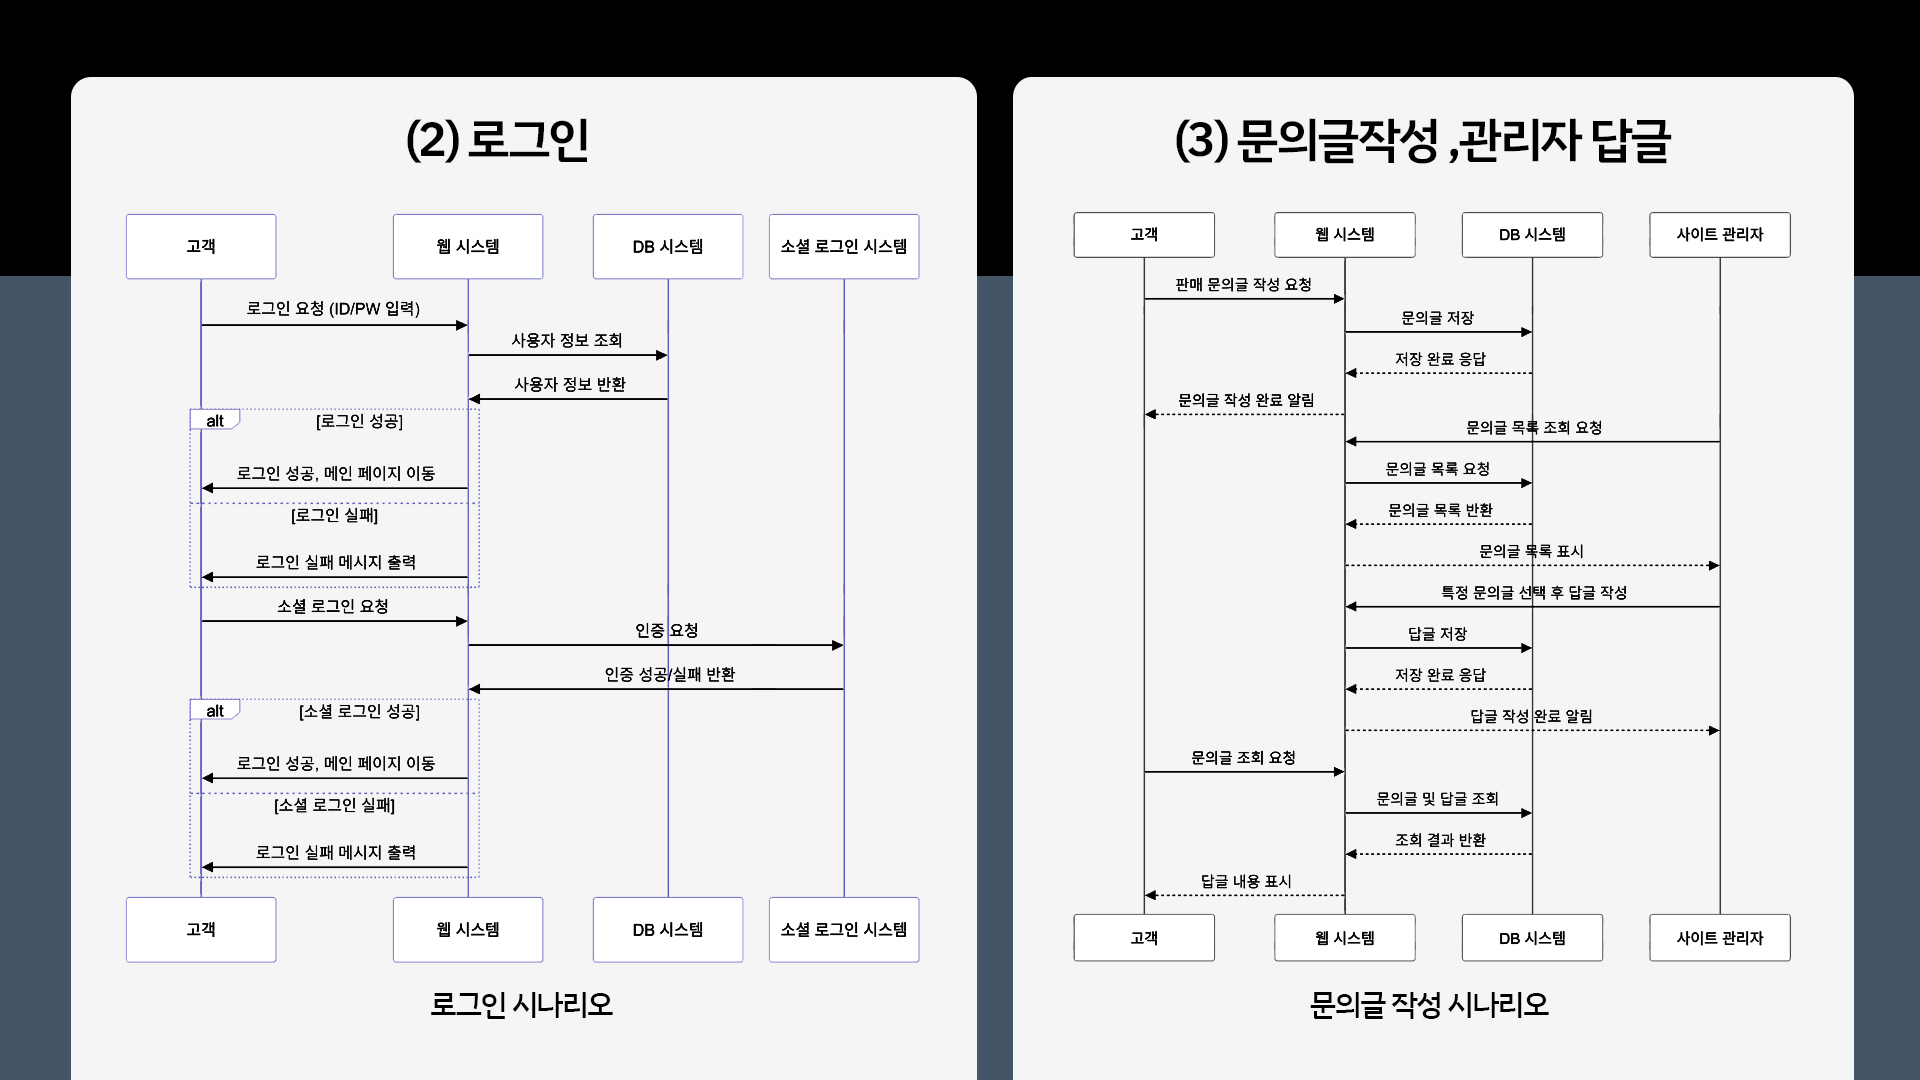 (2) 로그인
고객
웹 시스템
DB 시스템
소셜 로그인 시스템
로그인 요청 (ID/PW 입력)
사용자 정보 조회
사용자 정보 반환
alt
[로그인 성공]
로그인 성공, 메인 페이지 이동
[로그인 실패]
로그인 실패 메시지 출력
소셜 로그인 요청
인증 요청
인증 성공/실패 반환
alt
[소셜 로그인 성공]
로그인 성공, 메인 페이지 이동
[소셜 로그인 실패]
로그인 실패 메시지 출력
고객
웹 시스템
DB 시스템
소셜 로그인 시스템
로그인 시나리오
(3) 문의글작성 ,관리자 답글
고객
웹 시스템
DB 시스템
사이트 관리자
판매 문의글 작성 요청
문의글 저장
저장 완료 응답
문의글 작성 완료 알림
문의글 목록 조회 요청
문의글 목록 요청
문의글 목록 반환
문의글 목록 표시
특정 문의글 선택 후 답글 작성
답글 저장
저장 완료 응답
답글 작성 완료 알림
문의글 조회 요청
문의글 및 답글 조회
조회 결과 반환
답글 내용 표시
고객
웹 시스템
DB 시스템
사이트 관리자
문의글 작성 시나리오